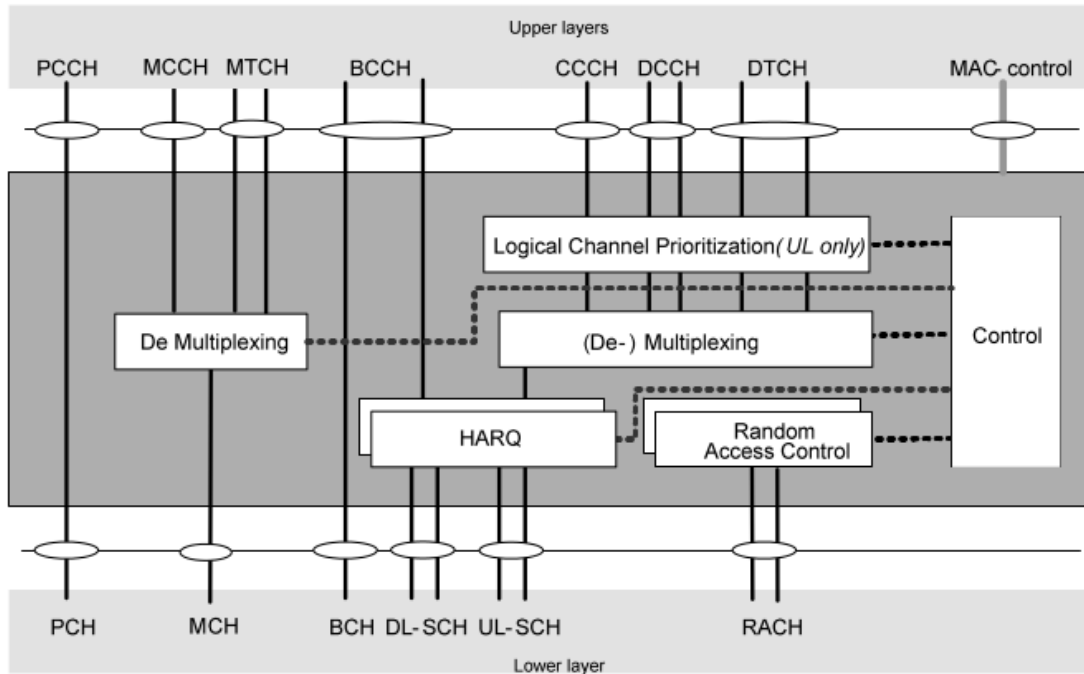 Upper layers
PCCH MCCH MTCH BCCH CCCH DCCH DTCH MAC- control
Logical Channel Prioritization (UL only)
De Multiplexing
(De-) Multiplexing
Control
HARQ
Random
Access Control
PCH MCH BCH DL- SCH UL- SCH RACH
Lower layer